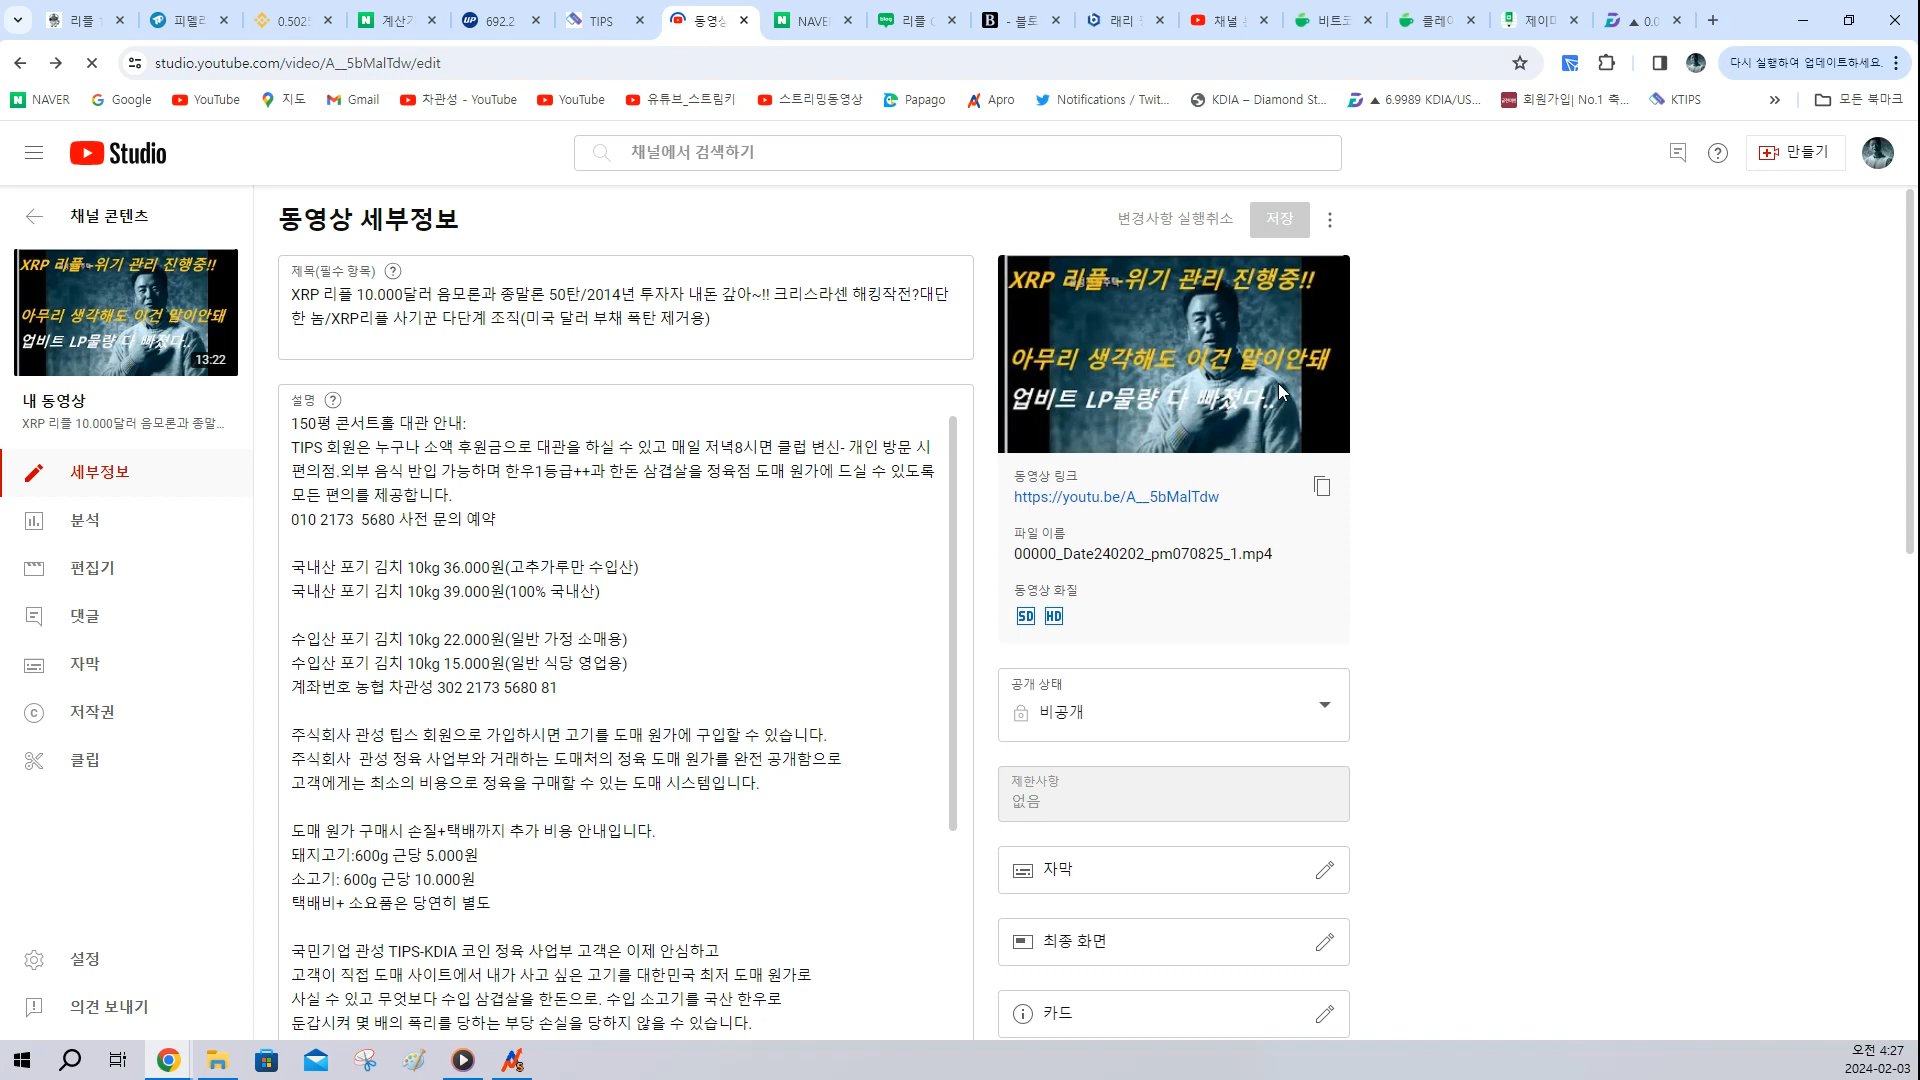 리플
피델리
0.502
계산기
692.2
TIPS
동영상
NAVE
리플
- 블로
래리
채널
비트코
클레이
제이미
▲ 0.0
studio.youtube.com/video/A__5bMalTdw/edit
다시 실행하여 업데이트하세요.
NAVER
Google
YouTube
지도
Gmail
차관성 - YouTube
YouTube
유튜브_스트림키
스트리밍동영상
Papago
Apro
Notifications / Twit...
KDIA – Diamond St...
▲ 6.9989 KDIA/US...
회원가입| No.1 축...
KTIPS
모든 북마크
Studio
채널에서 검색하기
만들기
채널 콘텐츠
XRP 리플-위기 관리 진행중!!
아무리 생각해도 이건 말이안돼
업비트 LP물량 다 빠졌다..
13:22
내 동영상
XRP 리플 10.000달러 음모론과 종말...
세부정보
분석
편집기
댓글
자막
저작권
클립
설정
의견 보내기
동영상 세부정보
변경사항 실행취소
저장
제목(필수 항목)
XRP 리플 10.000달러 음모론과 종말론 50탄/2014년 투자자 내돈 갚아~!! 크리스라센 해킹작전?대단
한 놈/XRP리플 사기꾼 다단계 조직(미국 달러 부채 폭탄 제거용)
설명
150평 콘서트홀 대관 안내:
TIPS 회원은 누구나 소액 후원금으로 대관을 하실 수 있고 매일 저녁8시면 클럽 변신- 개인 방문 시
편의점.외부 음식 반입 가능하며 한우1등급++과 한돈 삼겹살을 정육점 도매 원가에 드실 수 있도록
모든 편의를 제공합니다.
010 2173  5680 사전 문의 예약
국내산 포기 김치 10kg 36.000원(고추가루만 수입산)
국내산 포기 김치 10kg 39.000원(100% 국내산)
수입산 포기 김치 10kg 22.000원(일반 가정 소매용)
수입산 포기 김치 10kg 15.000원(일반 식당 영업용)
계좌번호 농협 차관성 302 2173 5680 81
주식회사 관성 팁스 회원으로 가입하시면 고기를 도매 원가에 구입할 수 있습니다.
주식회사  관성 정육 사업부와 거래하는 도매처의 정육 도매 원가를 완전 공개함으로
고객에게는 최소의 비용으로 정육을 구매할 수 있는 도매 시스템입니다.
도매 원가 구매시 손질+택배까지 추가 비용 안내입니다.
돼지고기:600g 근당 5.000원
소고기: 600g 근당 10.000원
택배비+ 소요품은 당연히 별도
국민기업 관성 TIPS-KDIA 코인 정육 사업부 고객은 이제 안심하고
고객이 직접 도매 사이트에서 내가 사고 싶은 고기를 대한민국 최저 도매 원가로
사실 수 있고 무엇보다 수입 삼겹살을 한돈으로. 수입 소고기를 국산 한우로
둔갑시켜 몇 배의 폭리를 당하는 부당 손실을 당하지 않을 수 있습니다.
XRP 리플-위기 관리 진행중!!
아무리 생각해도 이건 말이안돼
업비트 LP물량 다 빠졌다..
동영상 링크
https://youtu.be/A__5bMalTdw
파일 이름
00000_Date240202_pm070825_1.mp4
동영상 화질
SD HD
공개 상태
비공개
제한사항
없음
자막
최종 화면
카드
오전 4:27
2024-02-03